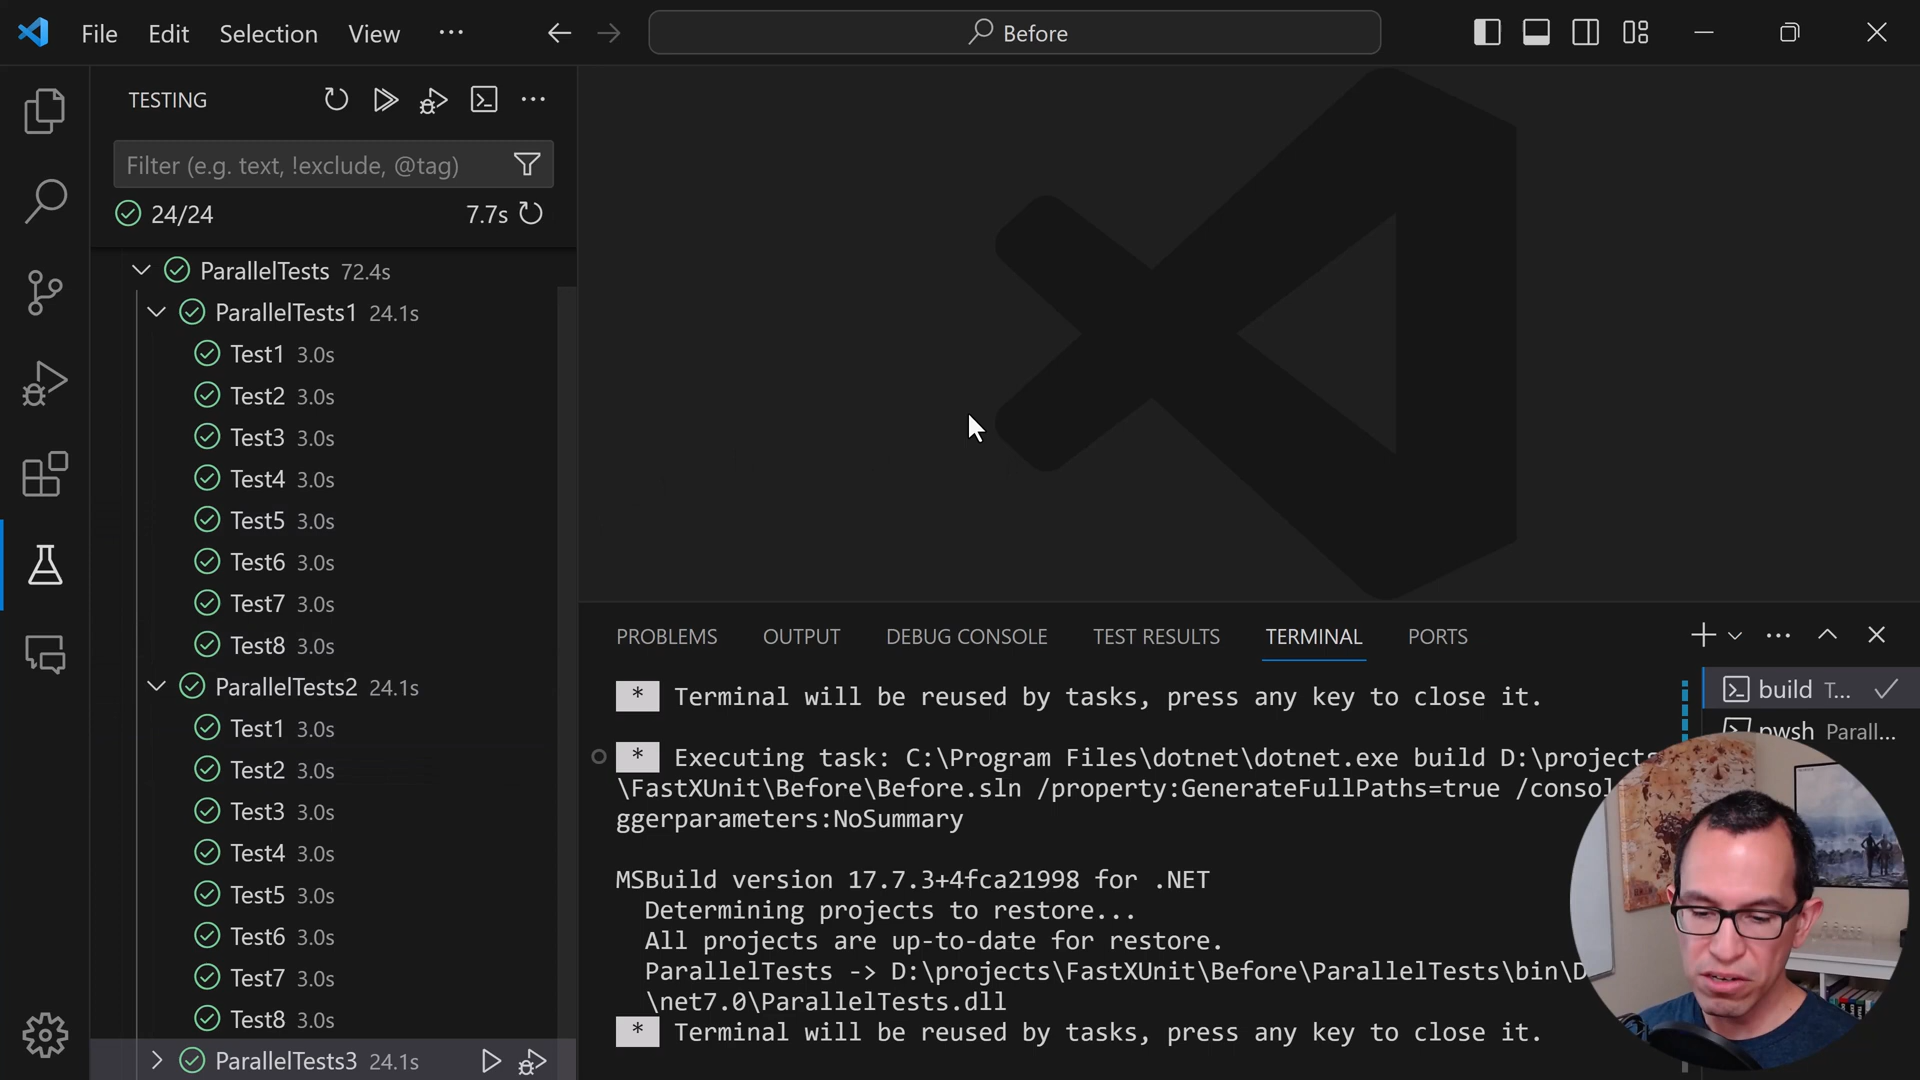 File Edit Selection View ...
Before
TESTING
Filter (e.g. text, !exclude, @tag)
24/24 7.7s
ParallelTests 72.4s
ParallelTests1 24.1s
Test1 3.0s
Test2 3.0s
Test3 3.0s
Test4 3.0s
Test5 3.0s
Test6 3.0s
Test7 3.0s
Test8 3.0s
ParallelTests2 24.1s
Test1 3.0s
Test2 3.0s
Test3 3.0s
Test4 3.0s
Test5 3.0s
Test6 3.0s
Test7 3.0s
Test8 3.0s
ParallelTests3 24.1s
PROBLEMS OUTPUT DEBUG CONSOLE TEST RESULTS TERMINAL PORTS
* Terminal will be reused by tasks, press any key to close it.
* Executing task: C:\Program Files\dotnet\dotnet.exe build D:\projects
\FastXUnit\Before\Before.sln /property:GenerateFullPaths=true /consol
ggerparameters:NoSummary
MSBuild version 17.7.3+4fca21998 for .NET
Determining projects to restore...
All projects are up-to-date for restore.
ParallelTests -> D:\projects\FastXUnit\Before\ParallelTests\bin\D
\net7.0\ParallelTests.dll
* Terminal will be reused by tasks, press any key to close it.
build T...
pwsh Parall...